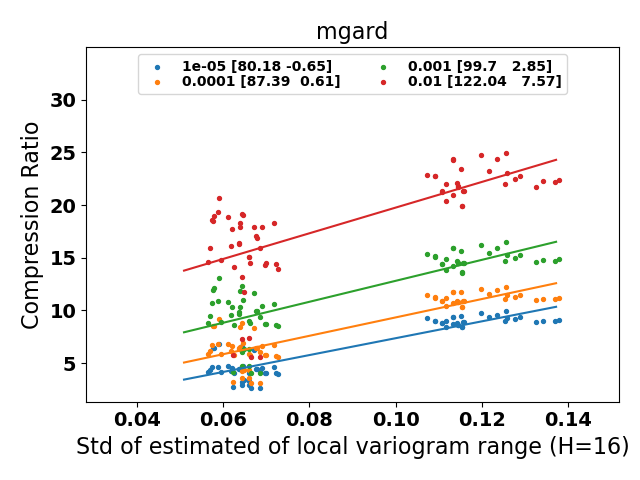 mgard
1e-05 [80.18 -0.65]
0.0001 [87.39  0.61]
0.001 [99.7   2.85]
0.01 [122.04   7.57]
Compression Ratio
30
25
20
15
10
5
0.04 0.06 0.08 0.10 0.12 0.14
Std of estimated of local variogram range (H=16)